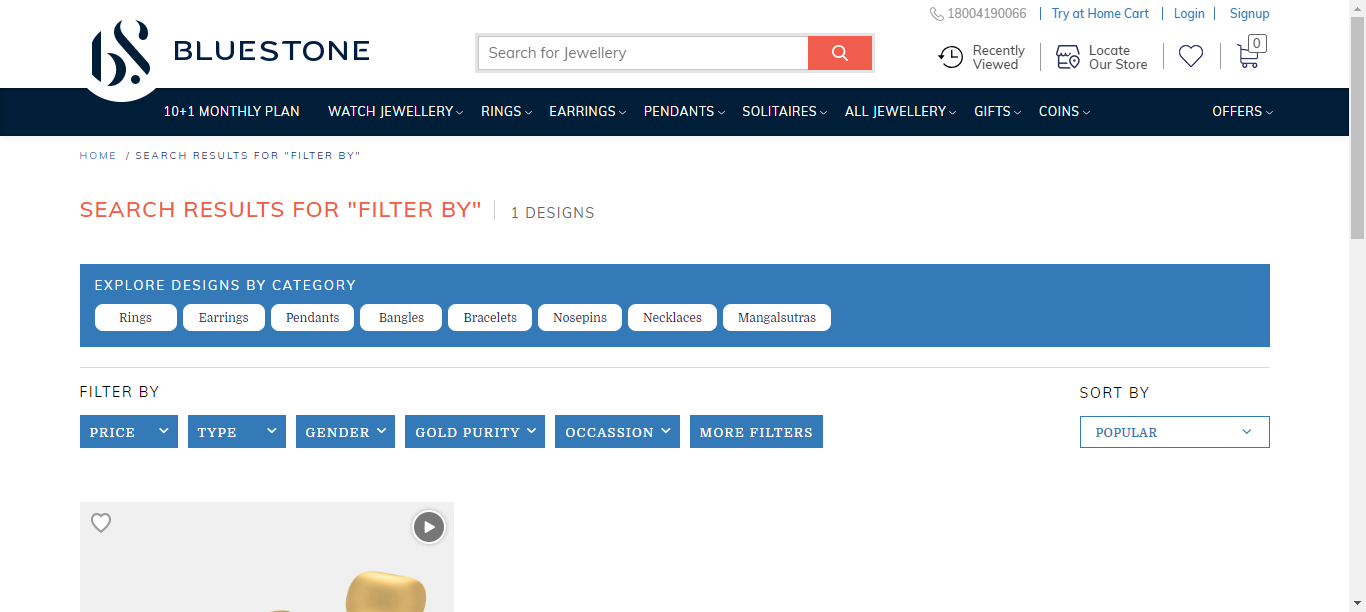 18004190066 Try at Home Cart Login Signup
BLUESTONE
Search for Jewellery
Recently
Viewed
Locate
Our Store
0
10+1 MONTHLY PLAN WATCH JEWELLERY RINGS EARRINGS PENDANTS SOLITAIRES ALL JEWELLERY GIFTS COINS OFFERS
HOME / SEARCH RESULTS FOR "FILTER BY"
SEARCH RESULTS FOR "FILTER BY" 1 DESIGNS
EXPLORE DESIGNS BY CATEGORY
Rings Earrings Pendants Bangles Bracelets Nosepins Necklaces Mangalsutras
FILTER BY SORT BY
PRICE TYPE GENDER GOLD PURITY OCCASSION MORE FILTERS POPULAR